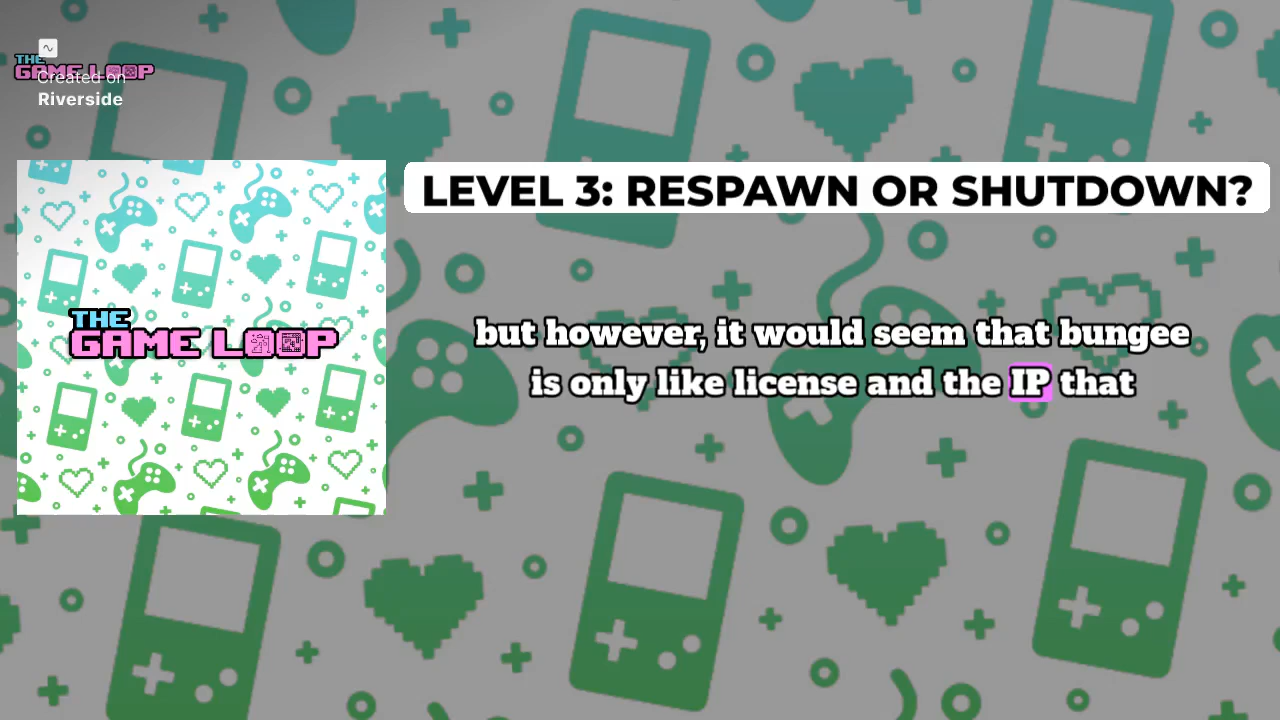 THE
GAME LOOP
Created on
Riverside
LEVEL 3: RESPAWN OR SHUTDOWN?
THE
GAME LOOP
but however, it would seem that bungee
is only like license and the IP that